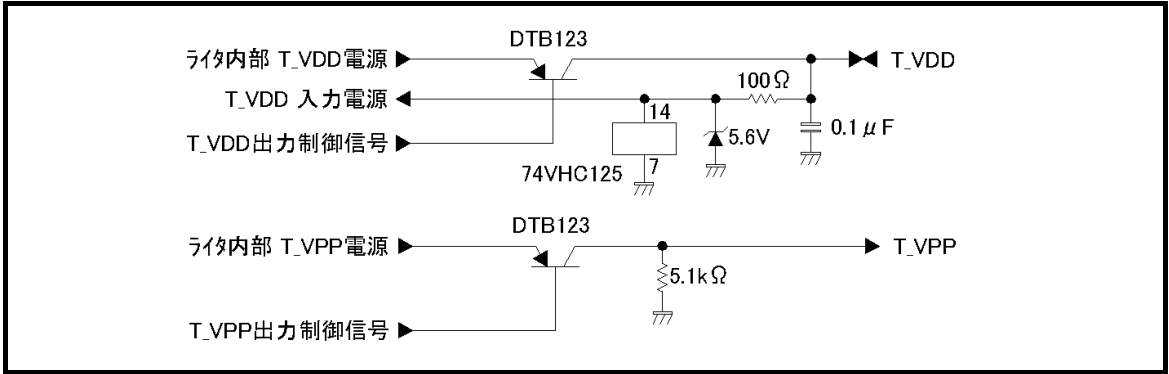 DTB123
ﾗｲﾀ内部 T_VDD電源
T_VDD
100Ω
T_VDD 入力電源
14
0.1μF
5.6V
T_VDD出力制御信号
7
74VHC125
DTB123
ﾗｲﾀ内部 T_VPP電源
T_VPP
5.1kΩ
T_VPP出力制御信号